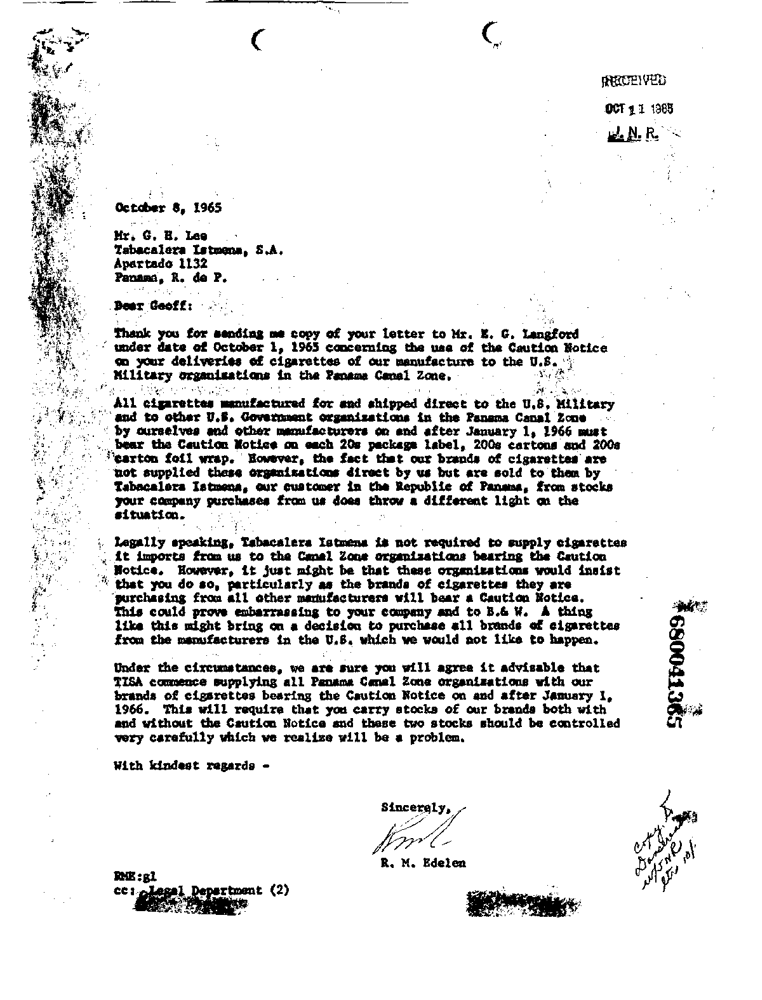 RECEIVED
OCT 11 1965
J. N. R.
October 8, 1965
Mr. G. H. Lee
Tabacalera Istmena, S.A.
Apartado 1132
Panama, R. de P.
Dear Geoff:
Thank you for sending me copy of your letter to Mr. E. G. Langford
under date of October 1, 1965 concerning the use of the Caution Notice
on your deliveries of cigarettes of our manufacture to the U.S.
Military organizations in the Panama Canal Zone.
All cigarettes manufactured for and shipped direct to the U.S. Military
and to other U.S. Government organizations in the Panama Canal Zone
by ourselves and other manufacturers on and after January 1, 1966 must
bear the Caution Notice on each 20s package label, 200s cartons and 200s
carton foil wrap. However, the fact that our brands of cigarettes are
not supplied these organizations direct by us but are sold to them by
Tabacalera Istmena, our customer in the Republic of Panama, from stocks
your company purchases from us does throw a different light on the
situation.
Legally speaking, Tabacalera Istmena is not required to supply cigarettes
it imports from us to the Canal Zone organizations bearing the Caution
Notice. However, it just might be that these organizations would insist
that you do so, particularly as the brands of cigarettes they are
purchasing from all other manufacturers will bear a Caution Notice.
This could prove embarrassing to your company and to B.& W. A thing
like this might bring on a decision to purchase all brands of cigarettes
from the manufacturers in the U.S. which we would not like to happen.
Under the circumstances, we are sure you will agree it advisable that
TISA commence supplying all Panama Canal Zone organizations with our
brands of cigarettes bearing the Caution Notice on and after January 1,
1966. This will require that you carry stocks of our brands both with
and without the Caution Notice and these two stocks should be controlled
very carefully which we realize will be a problem.
With kindest regards -
Sincerely,
R. M. Edelen
RME:gl
cc: Legal Department (2)
680041365
Copy